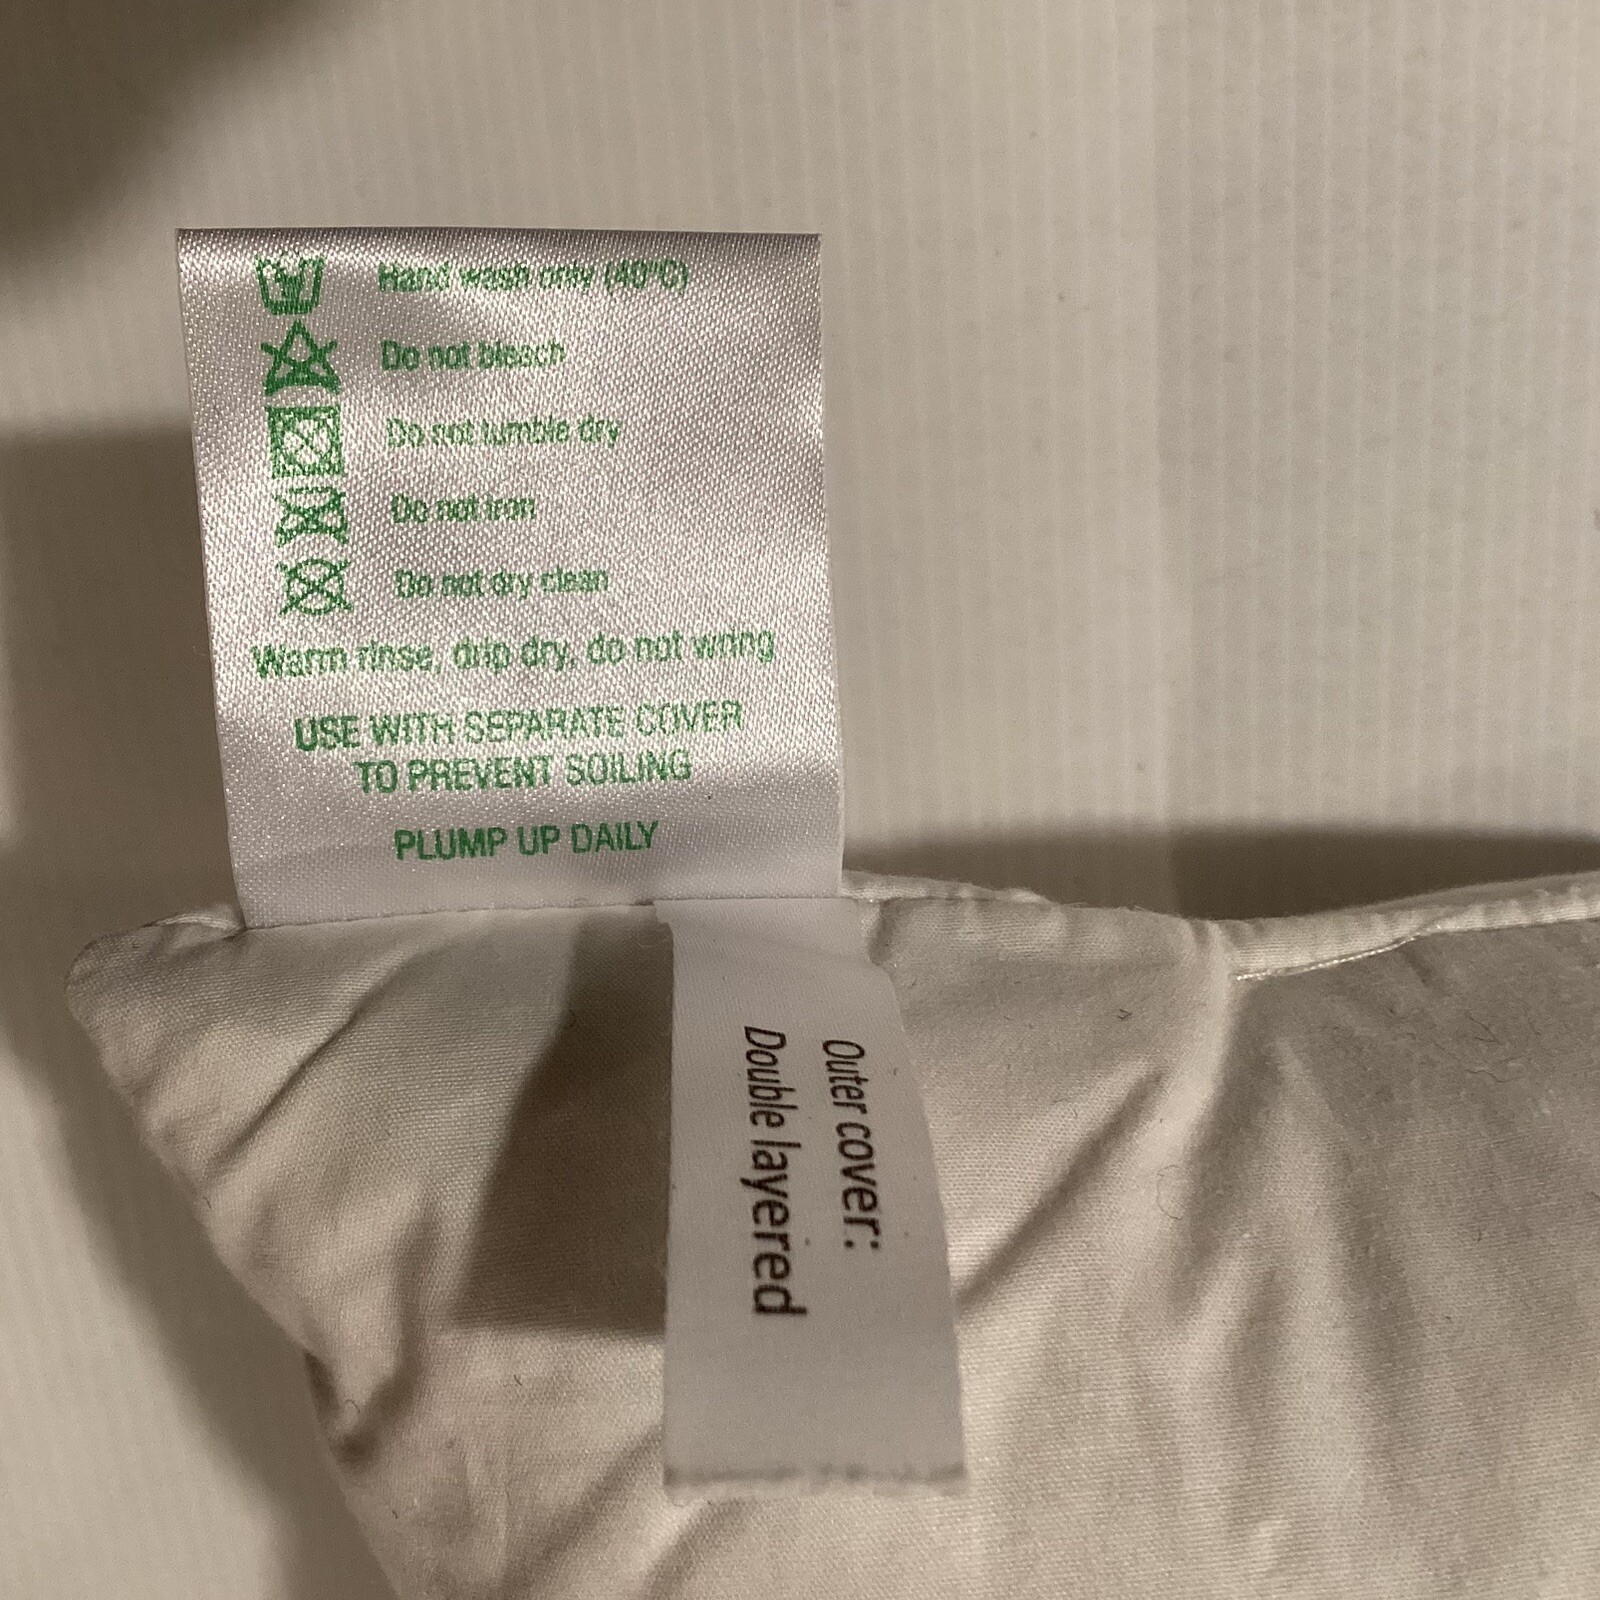 Hand wash only (40°C)
Do not bleach
Do not tumble dry
Do not iron
Do not dry clean
Warm rinse, drip dry, do not wring
USE WITH SEPARATE COVER
TO PREVENT SOILING
PLUMP UP DAILY
Outer cover:
Double layered